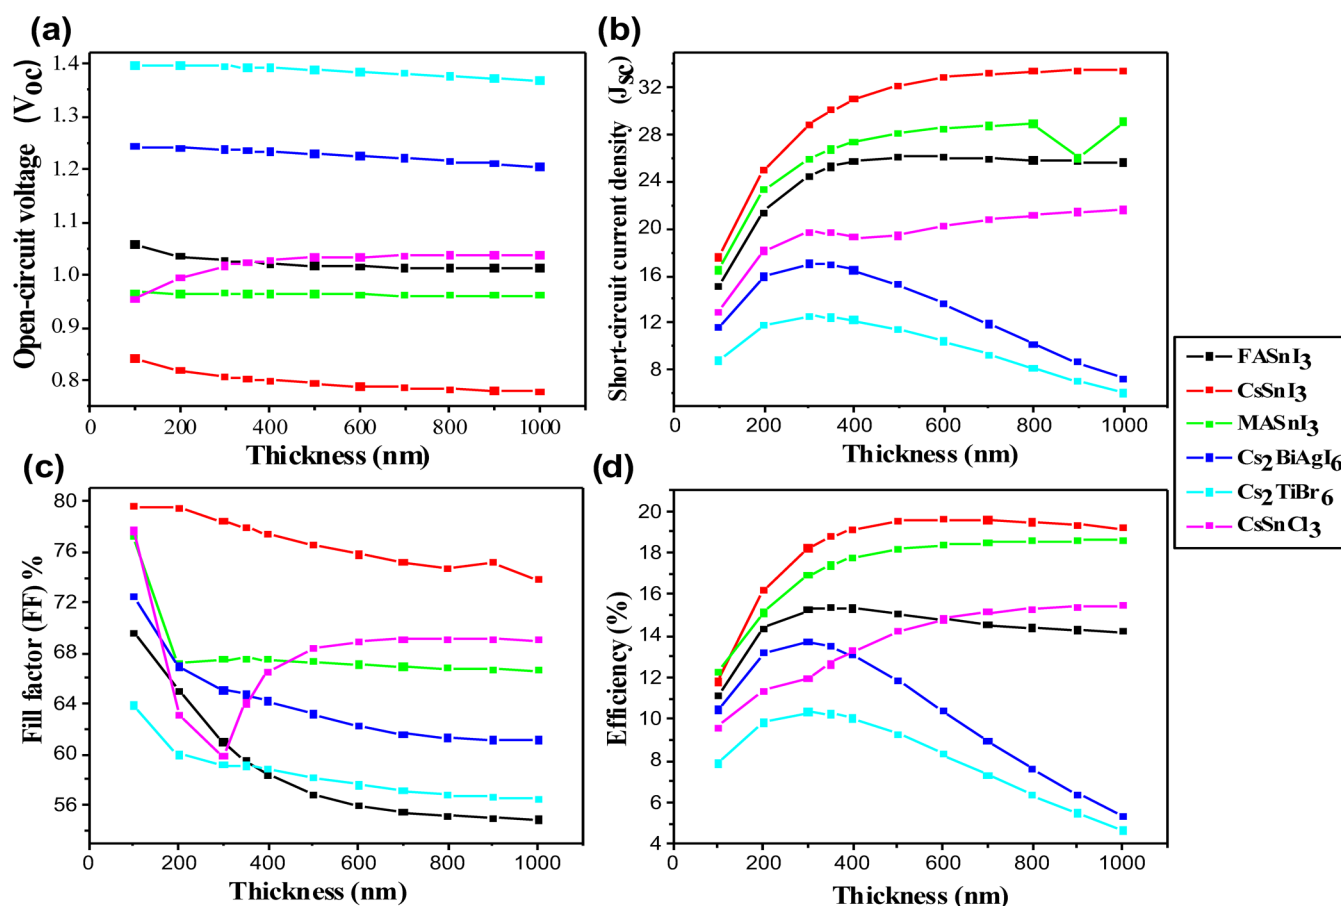 (a)
Open-circuit voltage (Voc)
1.4
1.3
1.2
1.1
1.0
0.9
0.8
0 200 400 600 800 1000
Thickness (nm)
(b)
Short-circuit current density (Jsc)
32
28
24
20
16
12
8
0 200 400 600 800 1000
Thickness (nm)
FASnI3
CsSnI3
MASnI3
Cs2BiAgI6
Cs2TiBr6
CsSnCl3
(c)
Fill factor (FF) %
80
76
72
68
64
60
56
0 200 400 600 800 1000
Thickness (nm)
(d)
Efficiency (%)
20
18
16
14
12
10
8
6
4
0 200 400 600 800 1000
Thickness (nm)